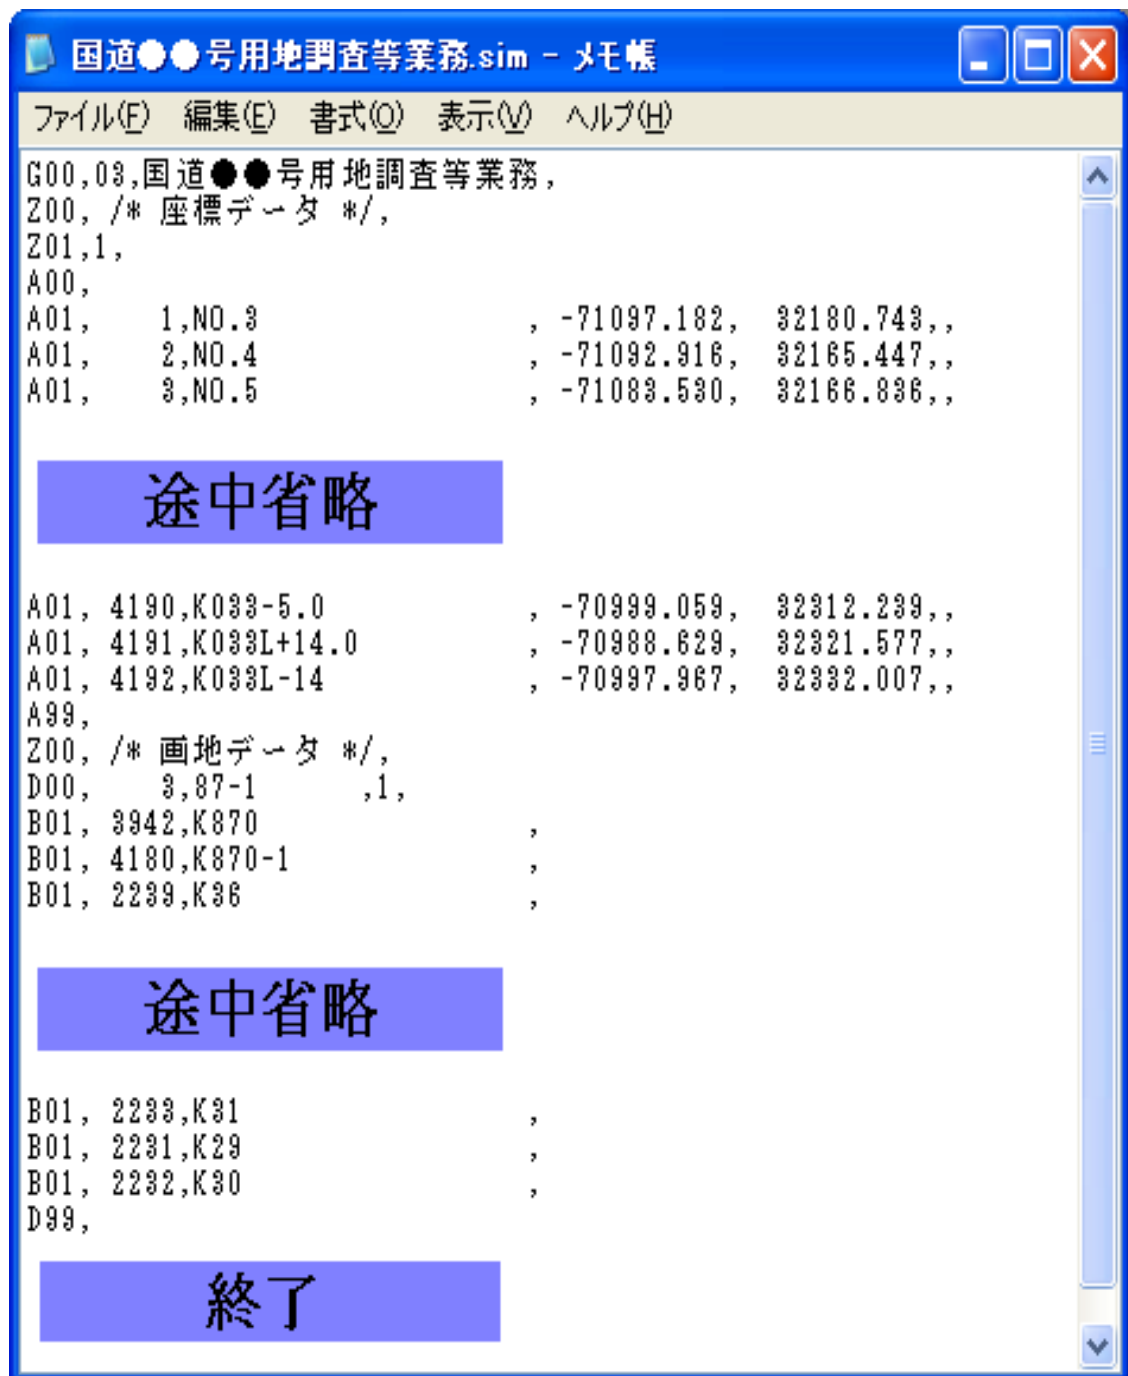 国道●●号用地調査等業務.sim - メモ帳
ファイル(F) 編集(E) 書式(O) 表示(V) ヘルプ(H)
G00,03,国道●●号用地調査等業務,
Z00, /* 座標データ */,
Z01,1,
A00,
A01,    1,NO.3                , -71097.182,  32180.743,,
A01,    2,NO.4                , -71092.916,  32165.447,,
A01,    3,NO.5                , -71083.530,  32166.836,,
途中省略
A01, 4190,K033-5.0            , -70999.059,  32312.239,,
A01, 4191,K033L+14.0          , -70988.629,  32321.577,,
A01, 4192,K033L-14            , -70997.967,  32332.007,,
A99,
Z00, /* 画地データ */,
D00,    3,87-1      ,1,
B01, 3942,K870                ,
B01, 4180,K870-1              ,
B01, 2239,K36                 ,
途中省略
B01, 2233,K31                 ,
B01, 2231,K29                 ,
B01, 2232,K30                 ,
D99,
終了